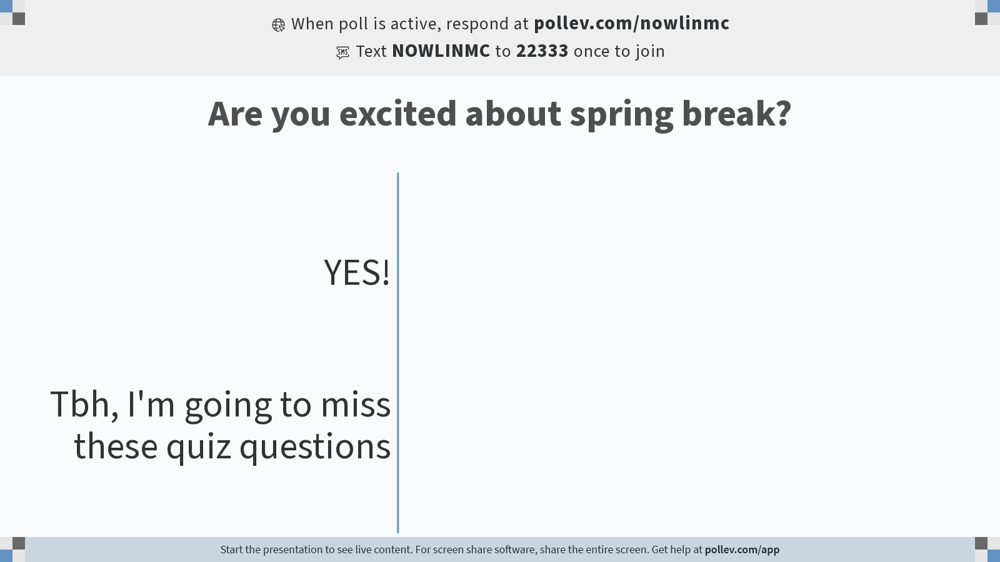 When poll is active, respond at pollev.com/nowlinmc
SMS Text NOWLINMC to 22333 once to join
Are you excited about spring break?
YES!
Tbh, I'm going to miss
these quiz questions
Start the presentation to see live content. For screen share software, share the entire screen. Get help at pollev.com/app